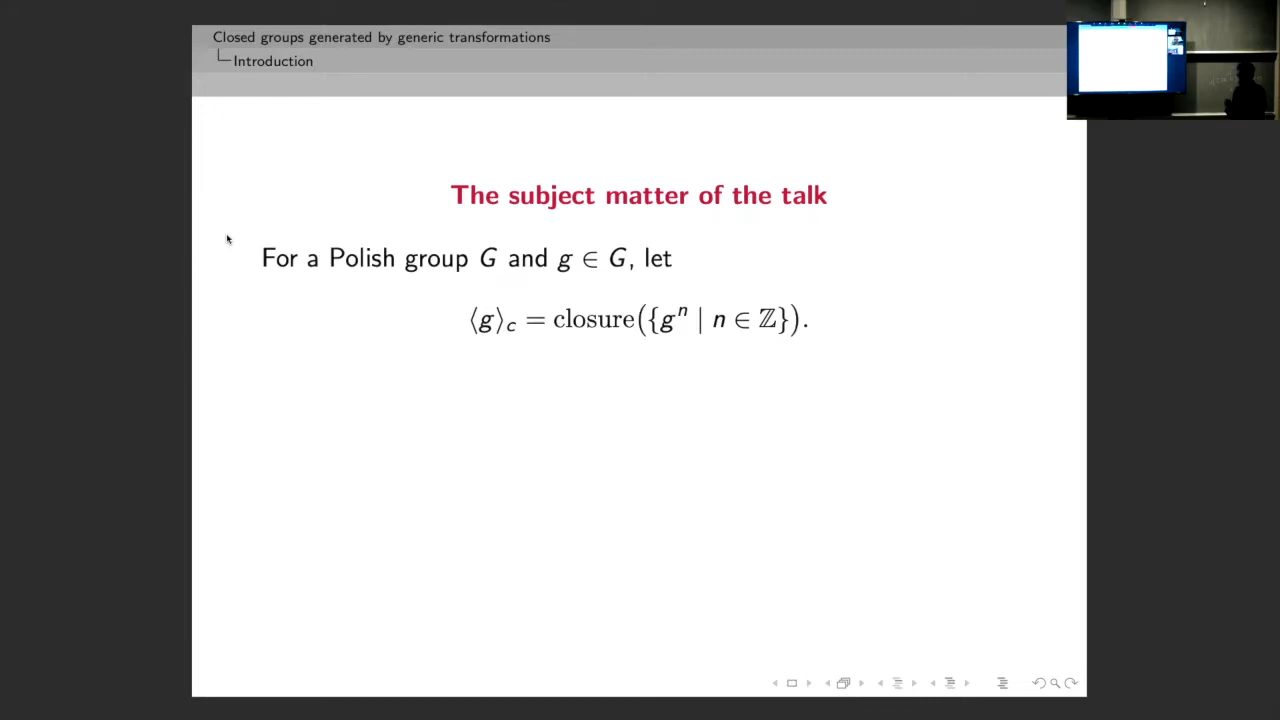 Closed groups generated by generic transformations
Introduction
The subject matter of the talk
For a Polish group G and g ∈ G, let
⟨g⟩_c = closure({gⁿ | n ∈ ℤ}).